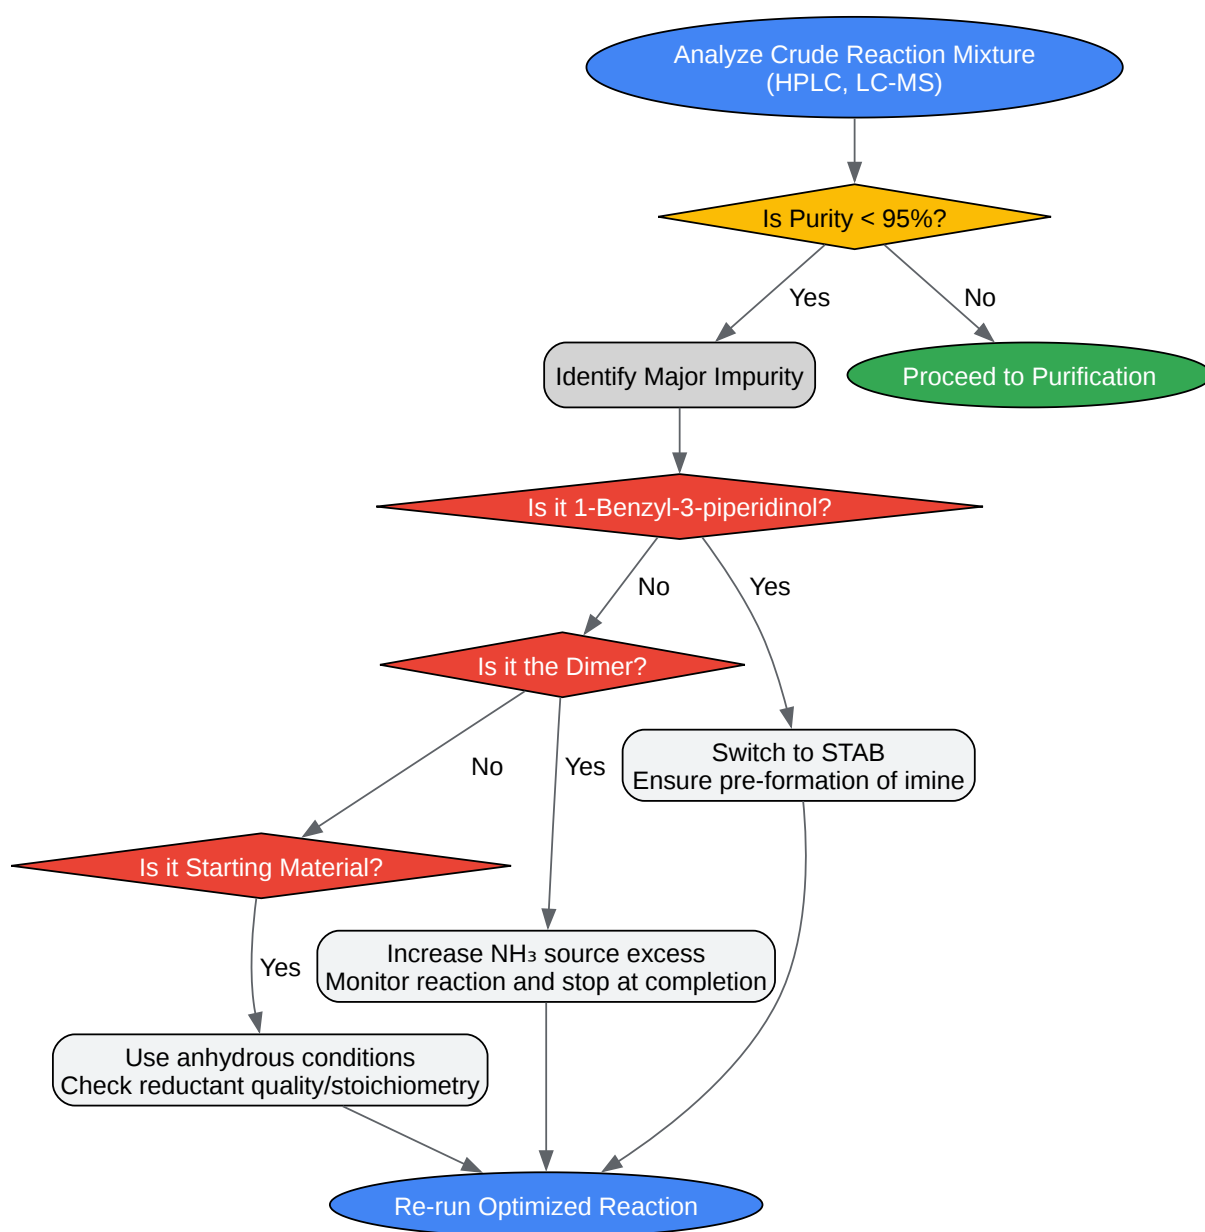 Analyze Crude Reaction Mixture
(HPLC, LC-MS)
Is Purity < 95%?
Yes
No
Identify Major Impurity
Proceed to Purification
Is it 1-Benzyl-3-piperidinol?
No
Yes
Is it the Dimer?
Switch to STAB
Ensure pre-formation of imine
No
Yes
Is it Starting Material?
Increase NH₃ source excess
Monitor reaction and stop at completion
Yes
Use anhydrous conditions
Check reductant quality/stoichiometry
Re-run Optimized Reaction